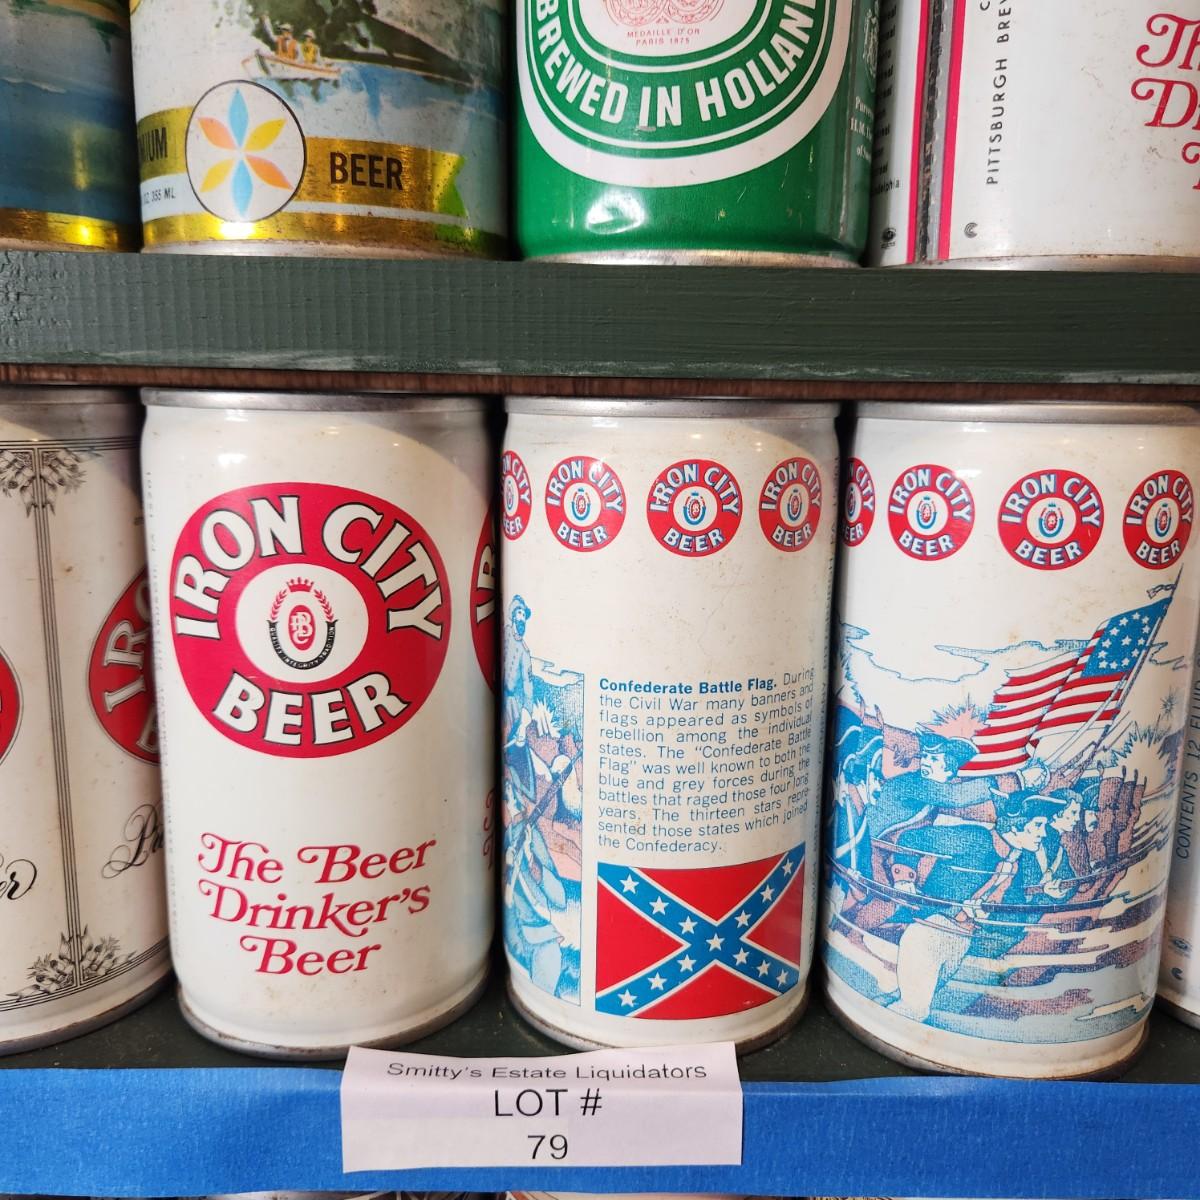 MEDAILLE D'OR
PARIS 1875
BREWED IN HOLLAND
BEER
355 ML
PITTSBURGH
IRON CITY
BEER
The Beer
Drinker's
Beer
IRON CITY
BEER
IRON CITY
BEER
IRON CITY
BEER
Confederate Battle Flag. During
the Civil War many banners and
flags appeared as symbols of
rebellion among the individual
states. The "Confederate Battle
Flag" was well known to both the
blue and grey forces during the
battles that raged those four long
years. The thirteen stars repre-
sented those states which joined
the Confederacy.
IRON CITY
BEER
IRON CITY
BEER
IRON CITY
BEER
CONTENTS 12
Smitty's Estate Liquidators
LOT #
79